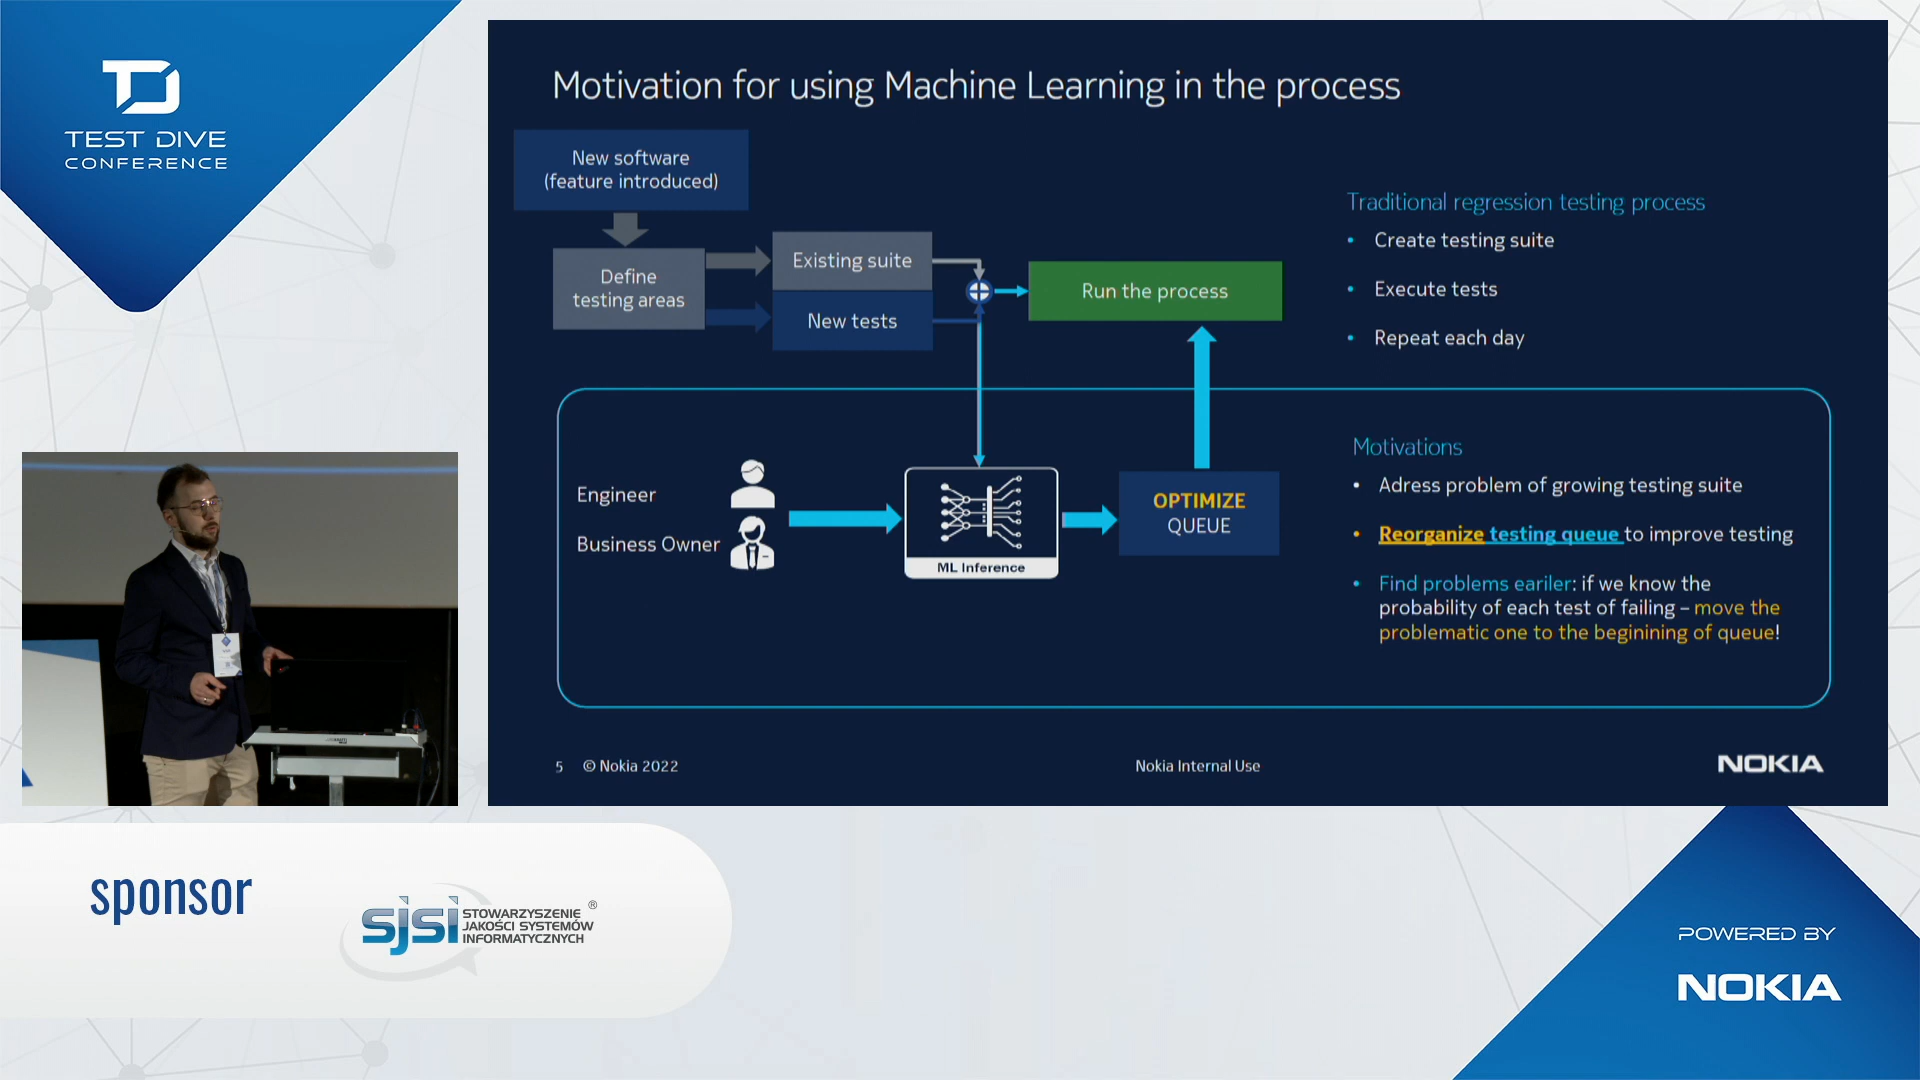 TEST DIVE
CONFERENCE
Motivation for using Machine Learning in the process
New software
(feature introduced)
Define
testing areas
Existing suite
New tests
Run the process
Traditional regression testing process
• Create testing suite
• Execute tests
• Repeat each day
Engineer
Business Owner
ML Inference
OPTIMIZE
QUEUE
Motivations
• Adress problem of growing testing suite
• Reorganize testing queue to improve testing
• Find problems eariler: if we know the
probability of each test of failing – move the
problematic one to the beginining of queue!
5 © Nokia 2022
Nokia Internal Use
NOKIA
sponsor
sjsi
STOWARZYSZENIE ®
JAKOŚCI SYSTEMÓW
INFORMATYCZNYCH
POWERED BY
NOKIA